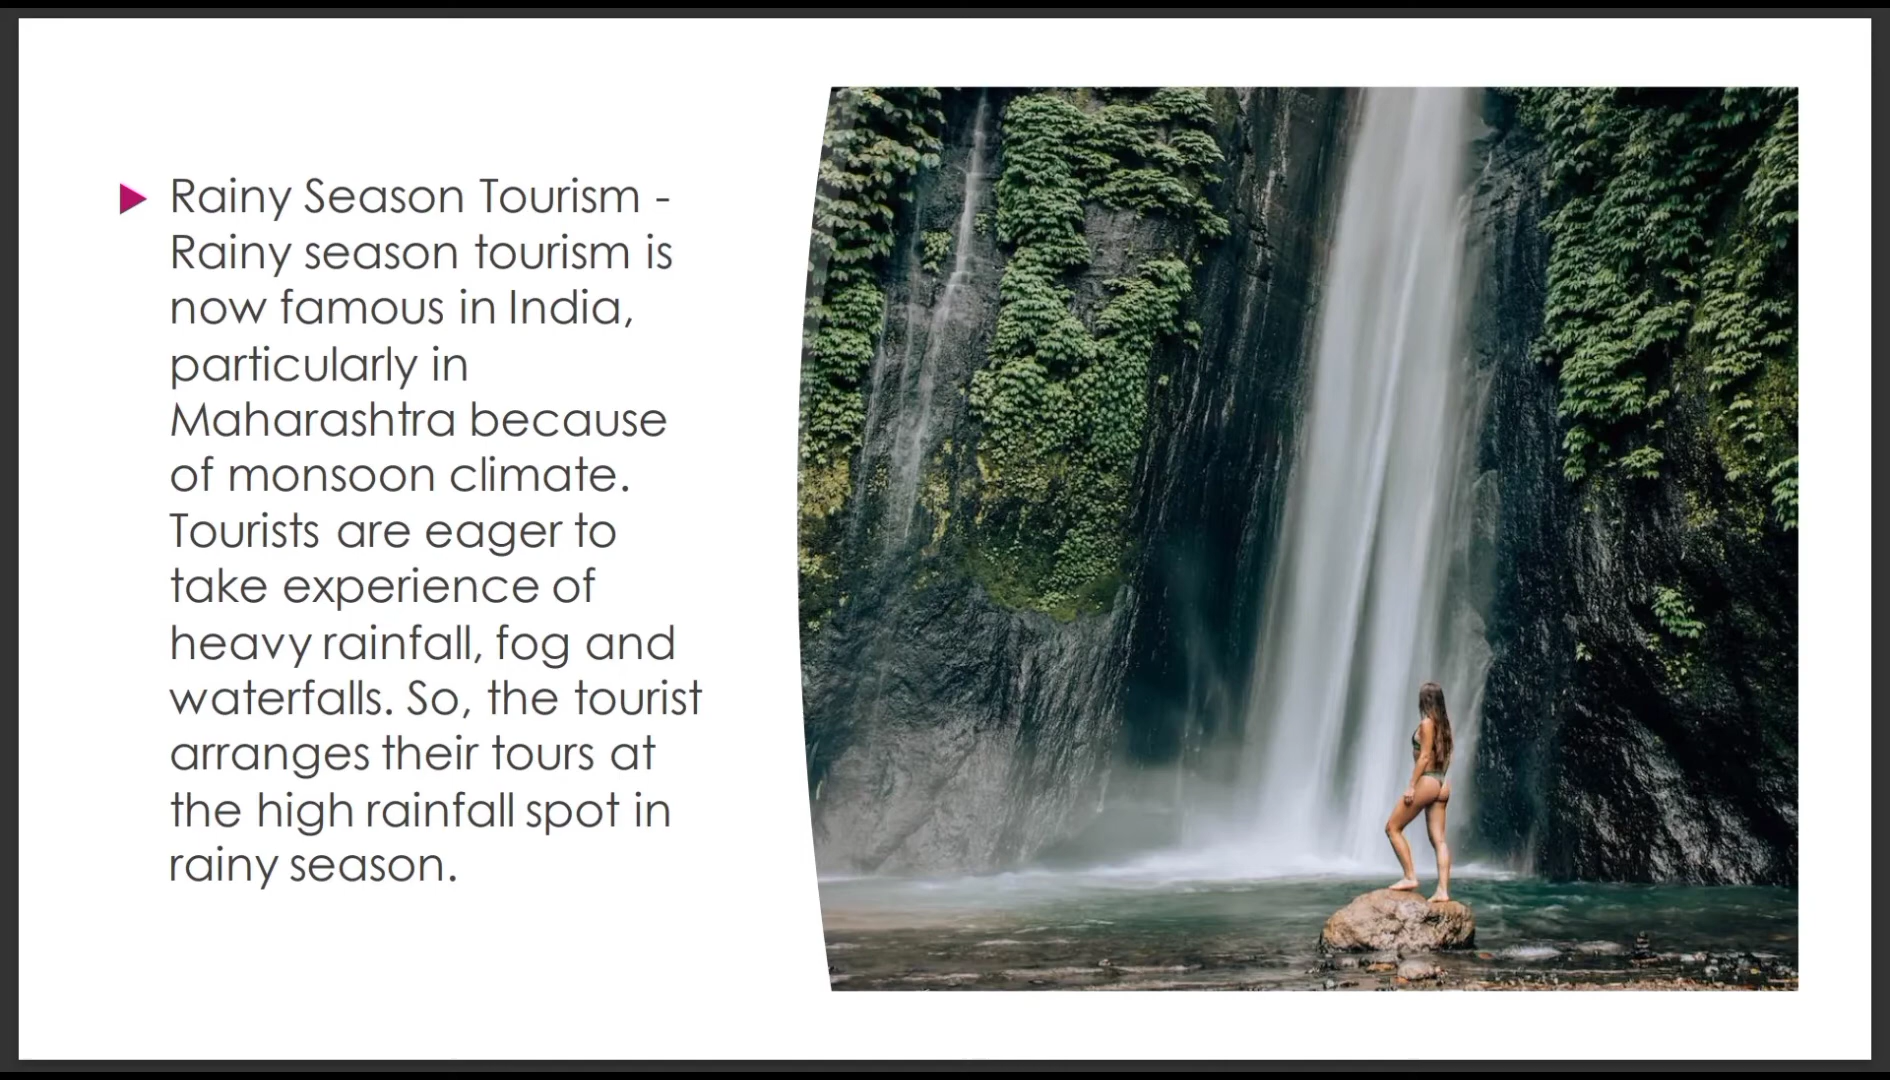 Rainy Season Tourism -
Rainy season tourism is
now famous in India,
particularly in
Maharashtra because
of monsoon climate.
Tourists are eager to
take experience of
heavy rainfall, fog and
waterfalls. So, the tourist
arranges their tours at
the high rainfall spot in
rainy season.